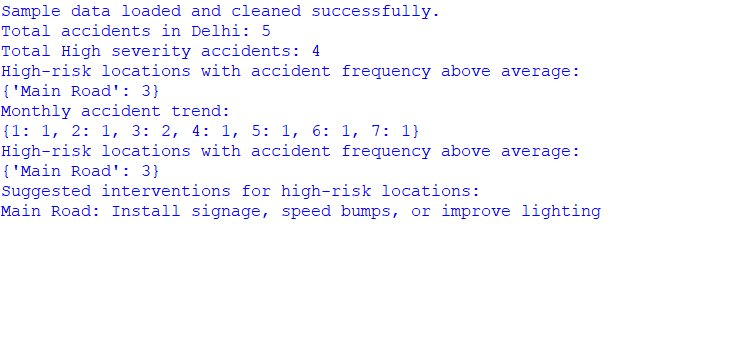 Sample data loaded and cleaned successfully.
Total accidents in Delhi: 5
Total High severity accidents: 4
High-risk locations with accident frequency above average:
{'Main Road': 3}
Monthly accident trend:
{1: 1, 2: 1, 3: 2, 4: 1, 5: 1, 6: 1, 7: 1}
High-risk locations with accident frequency above average:
{'Main Road': 3}
Suggested interventions for high-risk locations:
Main Road: Install signage, speed bumps, or improve lighting